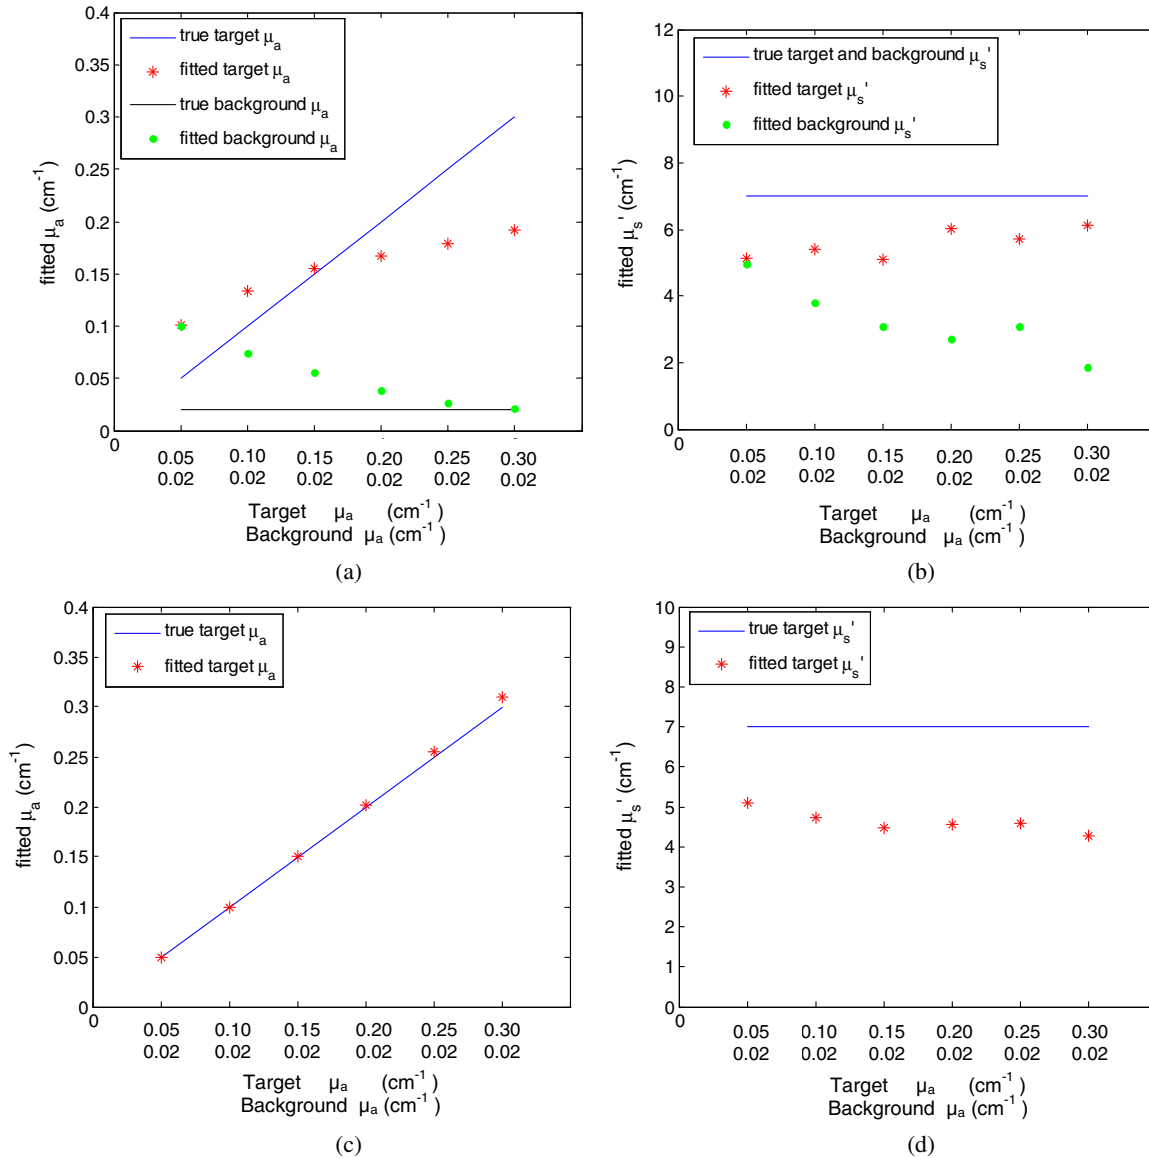 0.4
0.35
0.3
0.25
0.2
0.15
0.1
0.05
0
0
fitted μa (cm-1)
true target μa
fitted target μa
true background μa
fitted background μa
0.05 0.10 0.15 0.20 0.25 0.30
0.02 0.02 0.02 0.02 0.02 0.02
Target μa (cm-1)
Background μa (cm-1)
(a)
12
10
8
6
4
2
0
0
fitted μs' (cm-1)
true target and background μs'
fitted target μs'
fitted background μs'
0.05 0.10 0.15 0.20 0.25 0.30
0.02 0.02 0.02 0.02 0.02 0.02
Target μa (cm-1)
Background μa (cm-1)
(b)
0.4
0.35
0.3
0.25
0.2
0.15
0.1
0.05
0
0
fitted μa (cm-1)
true target μa
fitted target μa
0.05 0.10 0.15 0.20 0.25 0.30
0.02 0.02 0.02 0.02 0.02 0.02
Target μa (cm-1)
Background μa (cm-1)
(c)
10
9
8
7
6
5
4
3
2
1
0
0
fitted μs' (cm-1)
true target μs'
fitted target μs'
0.05 0.10 0.15 0.20 0.25 0.30
0.02 0.02 0.02 0.02 0.02 0.02
Target μa (cm-1)
Background μa (cm-1)
(d)